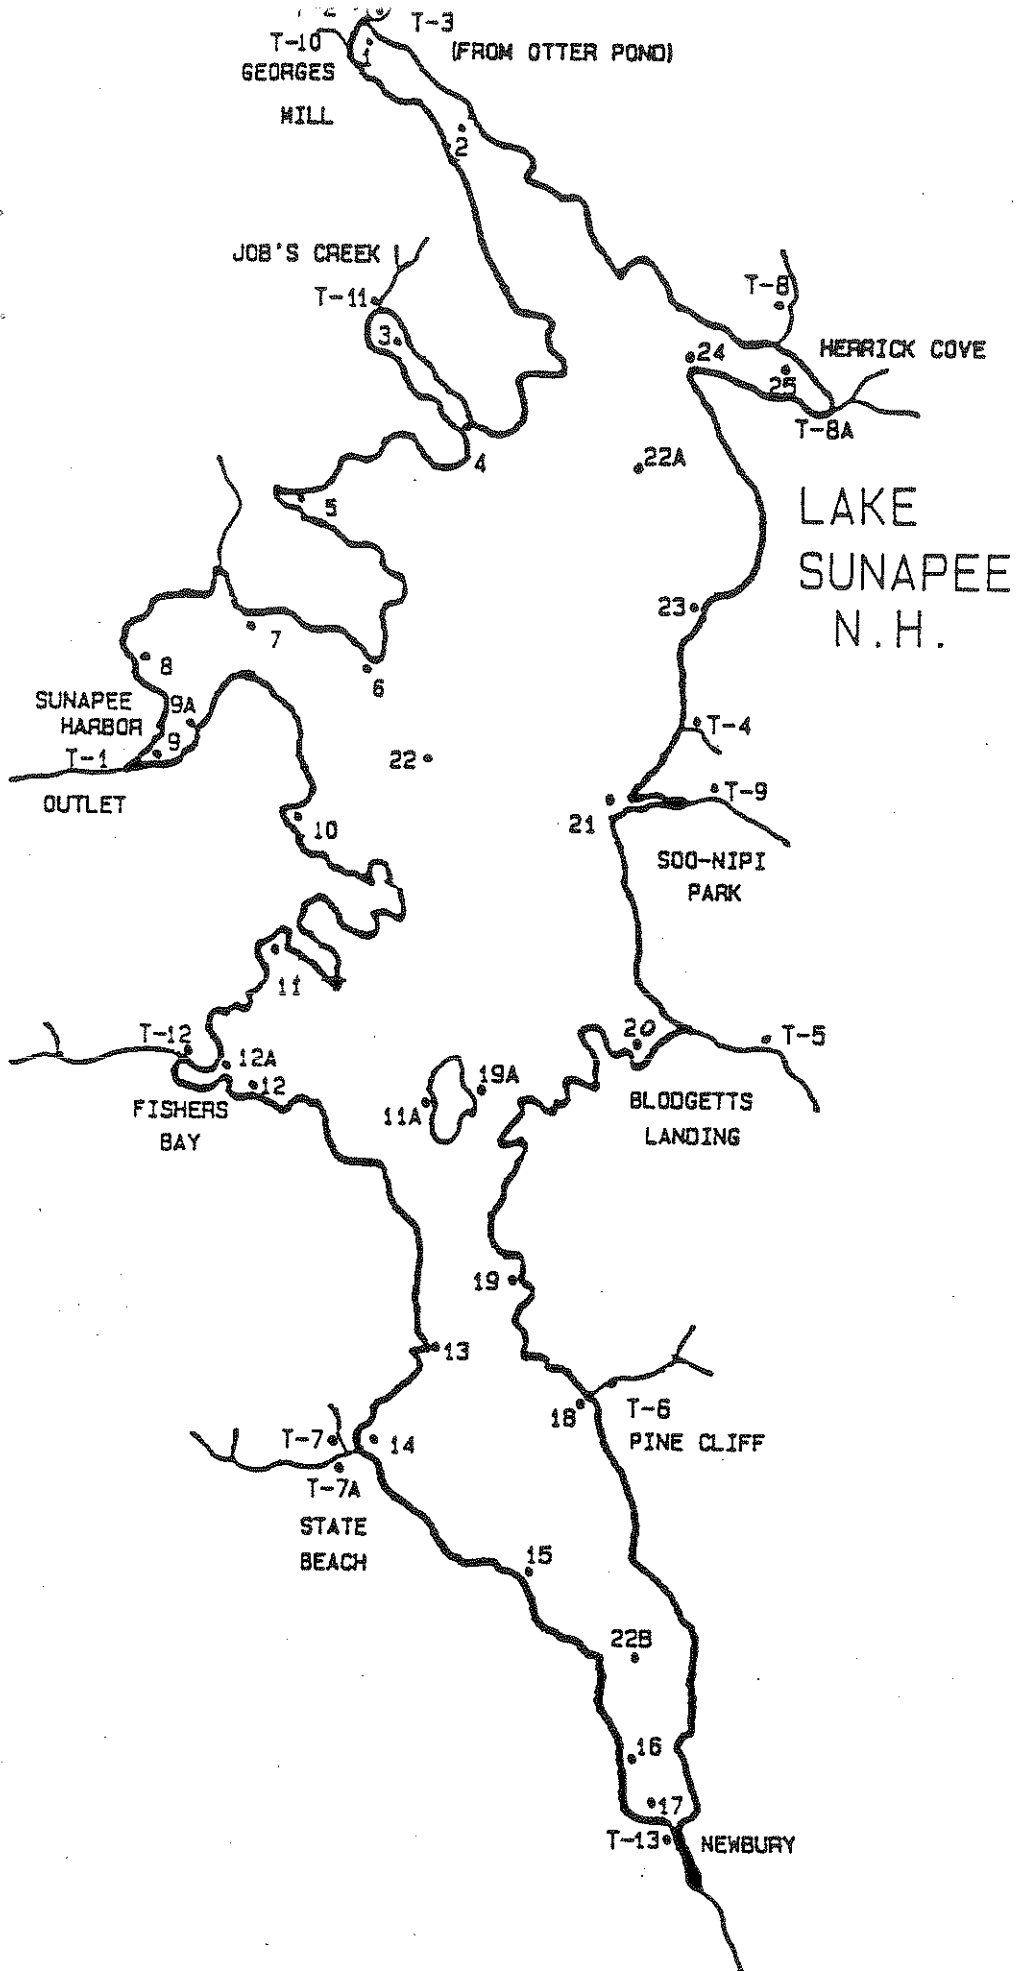 T-2
T-3
T-10
1
(FROM OTTER POND)
GEORGES
MILL
2
JOB'S CREEK
T-8
T-11
3
HERRICK COVE
24
25
T-8A
4
22A
5
LAKE
SUNAPEE
N.H.
23
7
8
6
SUNAPEE
HARBOR
9A
9
T-4
T-1
22
OUTLET
T-9
21
10
SOO-NIPI
PARK
11
T-12
20
T-5
12A
12
19A
11A
FISHERS
BAY
BLODGETTS
LANDING
19
13
18
T-6
PINE CLIFF
T-7
14
T-7A
STATE
BEACH
15
22B
16
17
T-13
NEWBURY